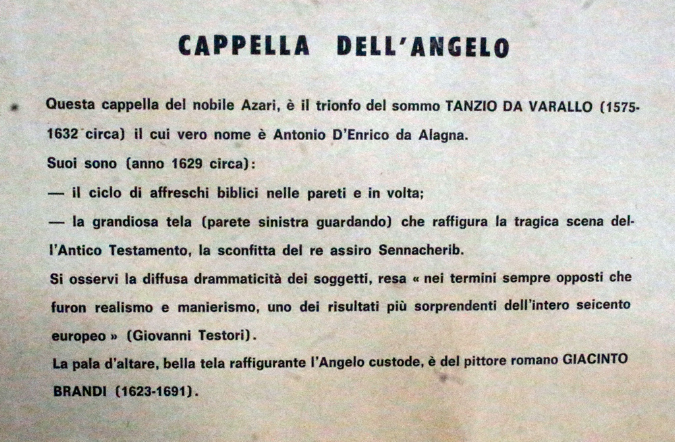 CAPPELLA DELL'ANGELO
Questa cappella del nobile Azari, è il trionfo del sommo TANZIO DA VARALLO (1575-
1632 circa) il cui vero nome è Antonio D'Enrico da Alagna.
Suoi sono (anno 1629 circa):
— il ciclo di affreschi biblici nelle pareti e in volta;
— la grandiosa tela (parete sinistra guardando) che raffigura la tragica scena del-
l'Antico Testamento, la sconfitta del re assiro Sennacherib.
Si osservi la diffusa drammaticità dei soggetti, resa « nei termini sempre opposti che
furon realismo e manierismo, uno dei risultati più sorprendenti dell'intero seicento
europeo » (Giovanni Testori).
La pala d'altare, bella tela raffigurante l'Angelo custode, è del pittore romano GIACINTO
BRANDI (1623-1691).